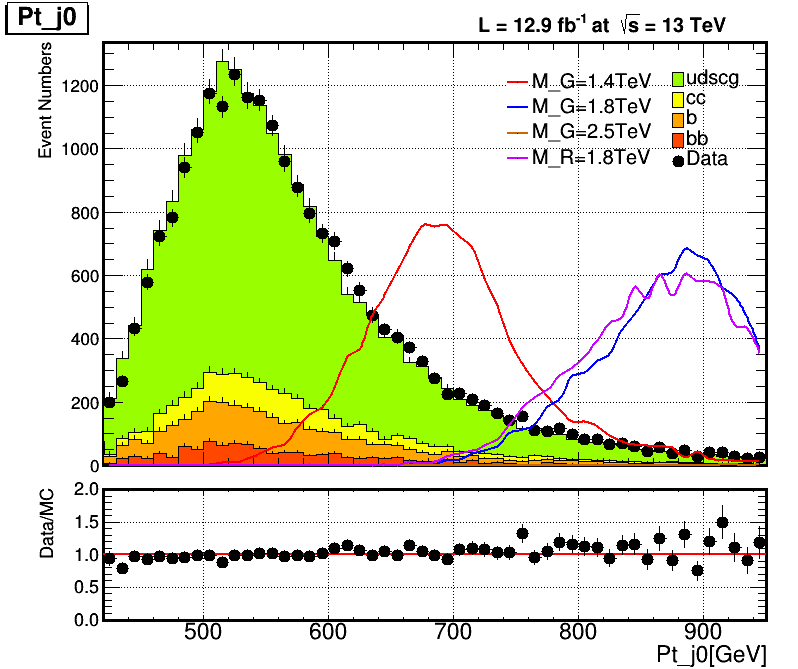 Pt_j0
L = 12.9 fb⁻¹ at √s = 13 TeV
Event Numbers
1200
1000
800
600
400
200
0
M_G=1.4TeV
M_G=1.8TeV
M_G=2.5TeV
M_R=1.8TeV
udscg
cc
b
bb
Data
Data/MC
2.0
1.5
1.0
0.5
0.0
500 600 700 800 900
Pt_j0[GeV]